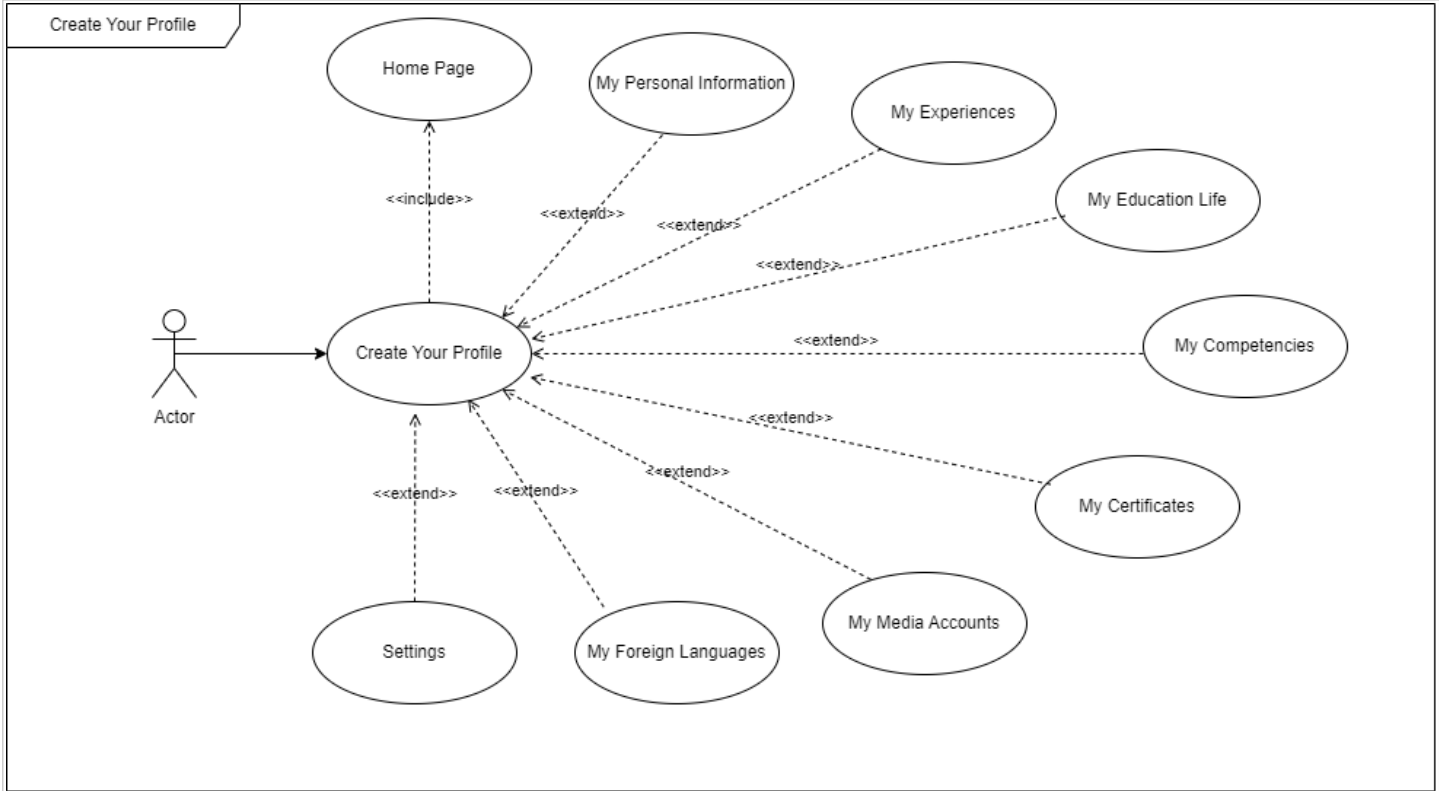 Create Your Profile
Home Page
My Personal Information
My Experiences
My Education Life
<<include>>
<<extend>>
<<extend>>
<<extend>>
<<extend>>
My Competencies
Create Your Profile
Actor
<<extend>>
<<extend>>
<<extend>>
<<extend>>
My Certificates
My Media Accounts
Settings
My Foreign Languages